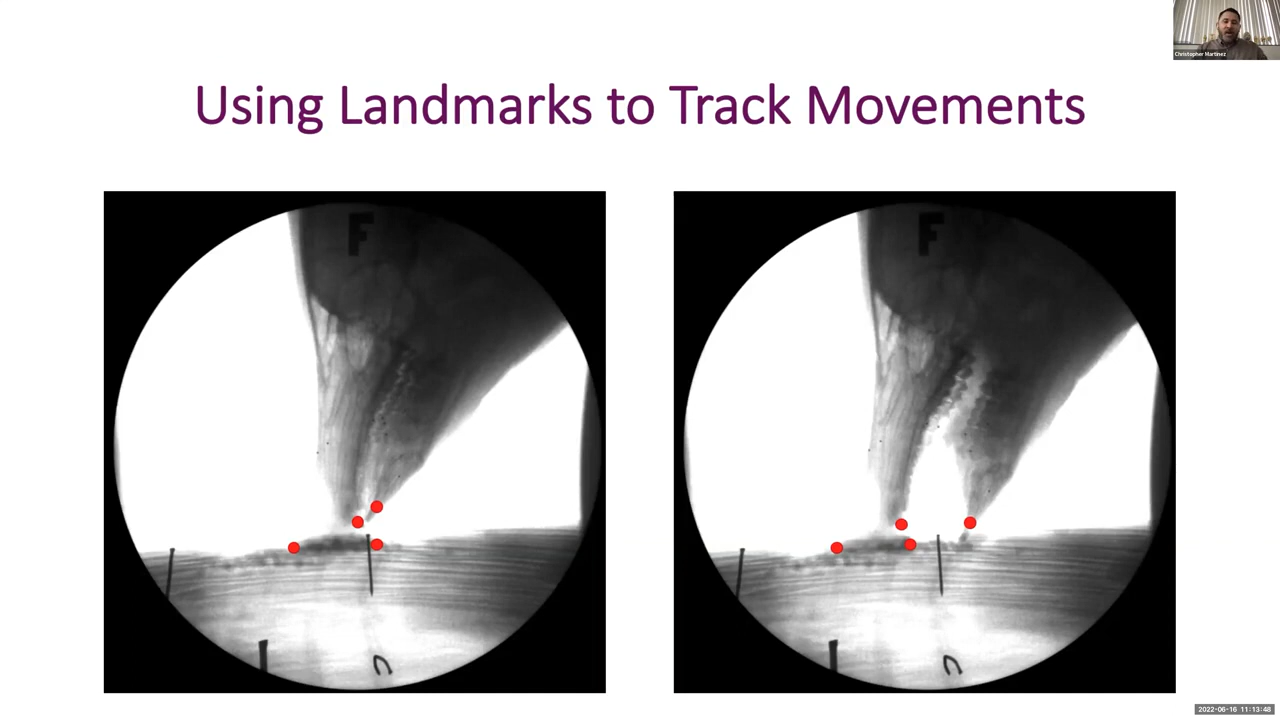 Christopher Martinez
Using Landmarks to Track Movements
F
F
2022-06-16 11:13:48